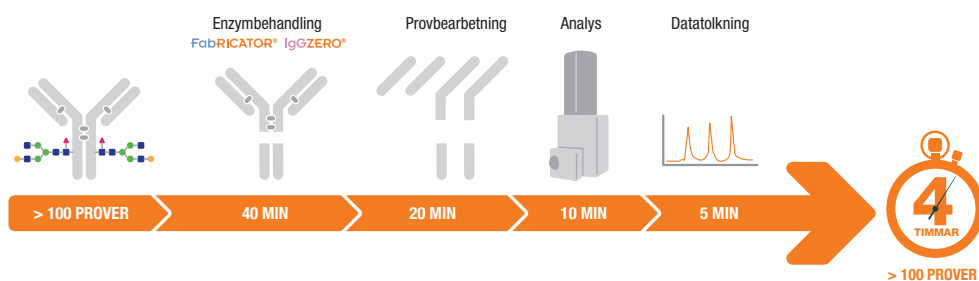 Enzymbehandling
FabRICATOR® IgGZERO®
Provbearbetning
Analys
Datatolkning
> 100 PROVER
40 MIN
20 MIN
10 MIN
5 MIN
4
TIMMAR
> 100 PROVER